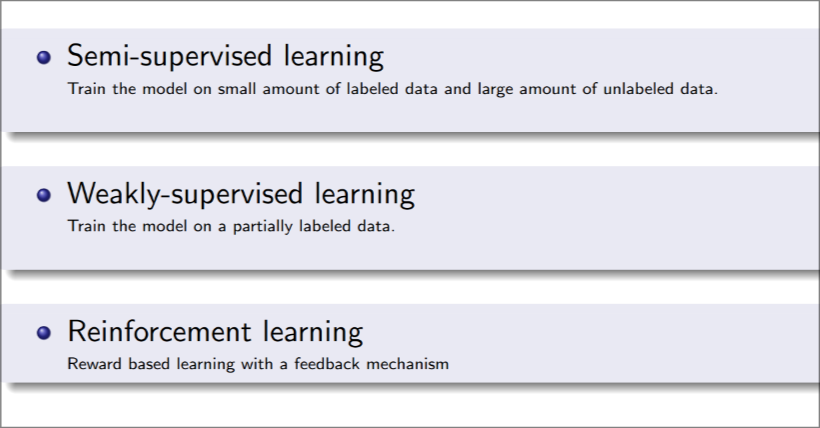 Semi-supervised learning
Train the model on small amount of labeled data and large amount of unlabeled data.
Weakly-supervised learning
Train the model on a partially labeled data.
Reinforcement learning
Reward based learning with a feedback mechanism